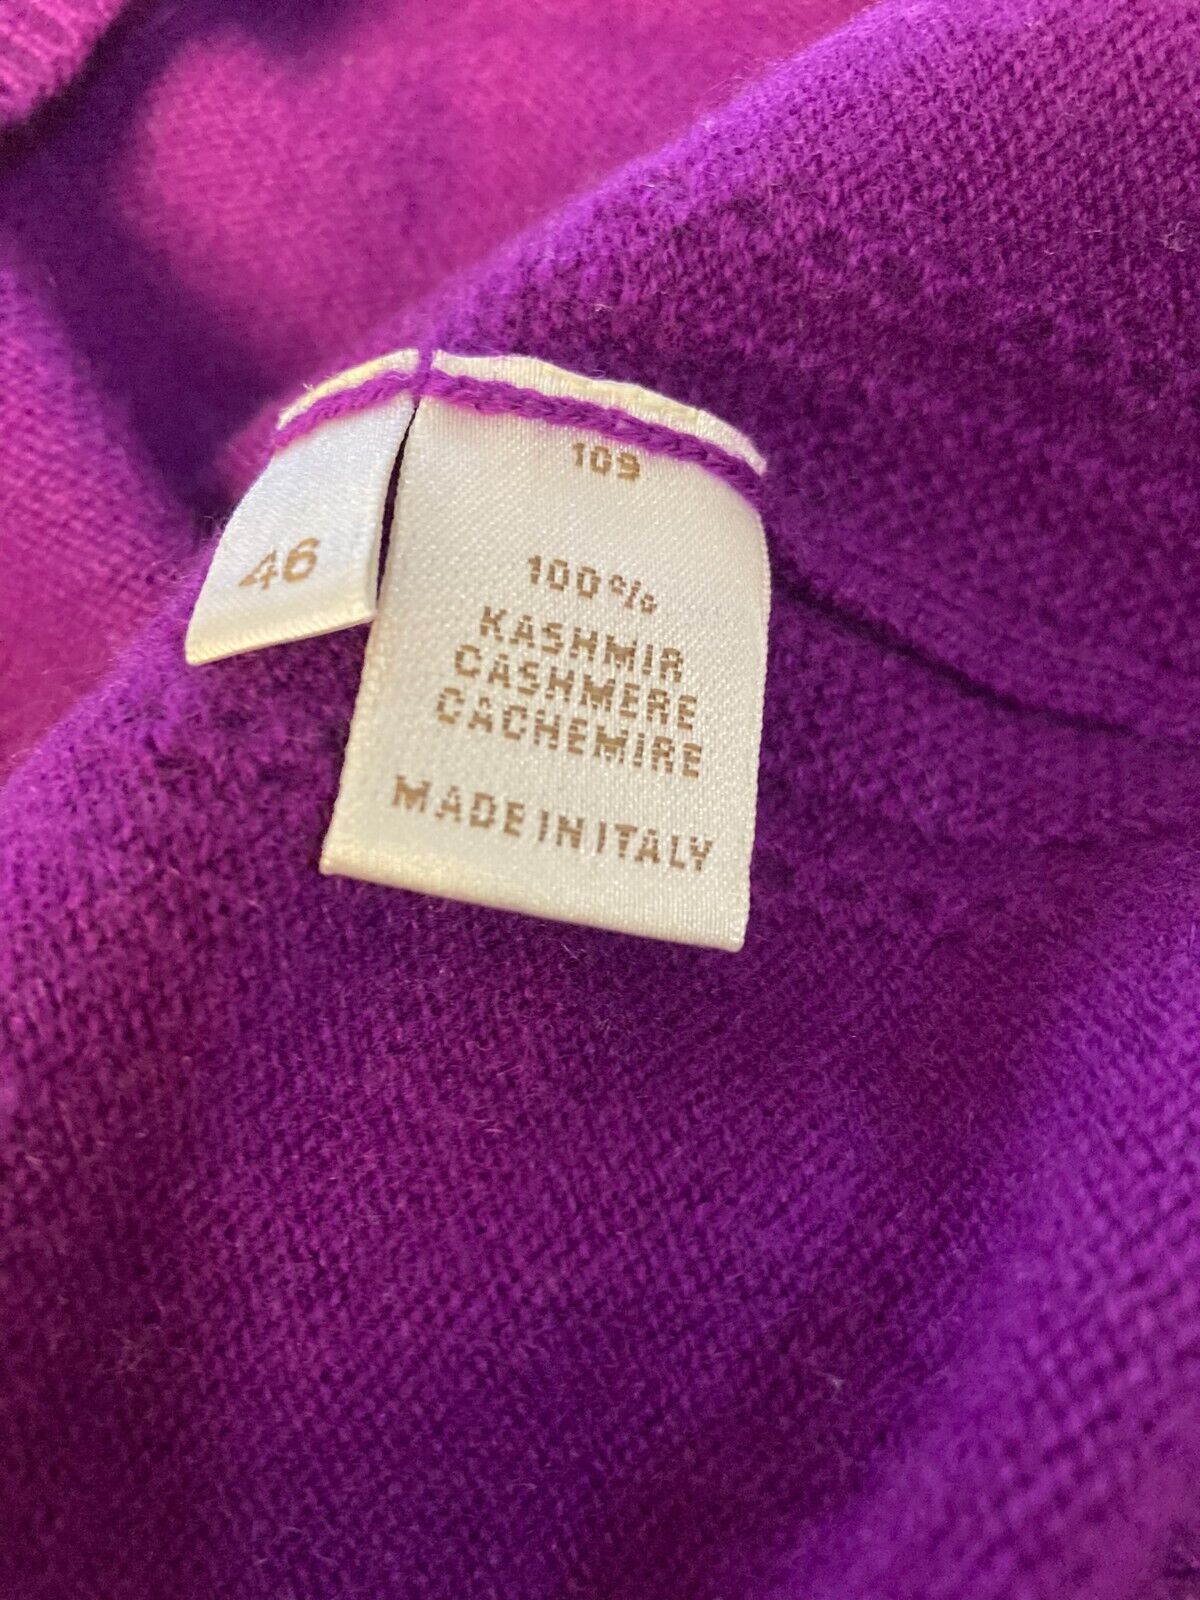 46
109
100%
KASHMIR
CASHMERE
CACHEMIRE
MADE IN ITALY